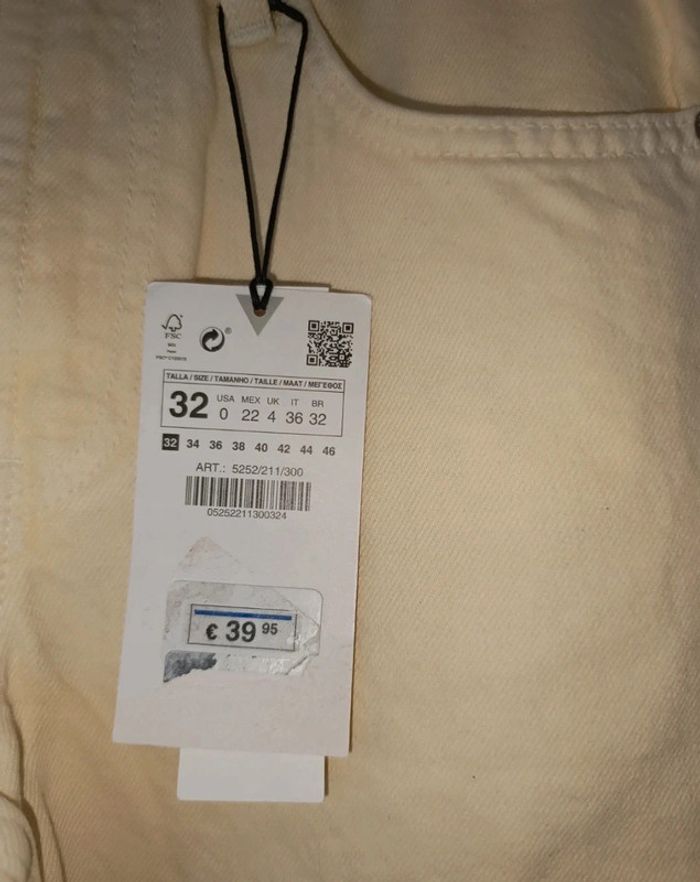 FSC
TALLA / SIZE / TAMANHO / TAILLE / MAAT / ΜΕΓΕΘΟΣ
32 USA MEX UK IT BR
0 22 4 36 32
32 34 36 38 40 42 44 46
ART.: 5252/211/300
05252211300324
€ 39 95